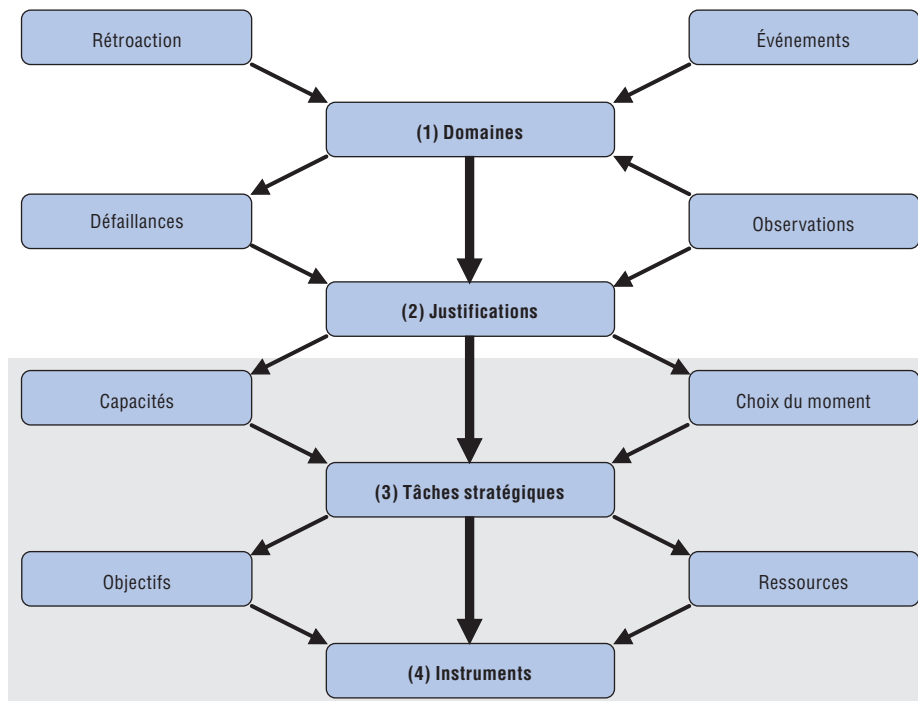 Rétroaction
Événements
(1) Domaines
Défaillances
Observations
(2) Justifications
Capacités
Choix du moment
(3) Tâches stratégiques
Objectifs
Ressources
(4) Instruments